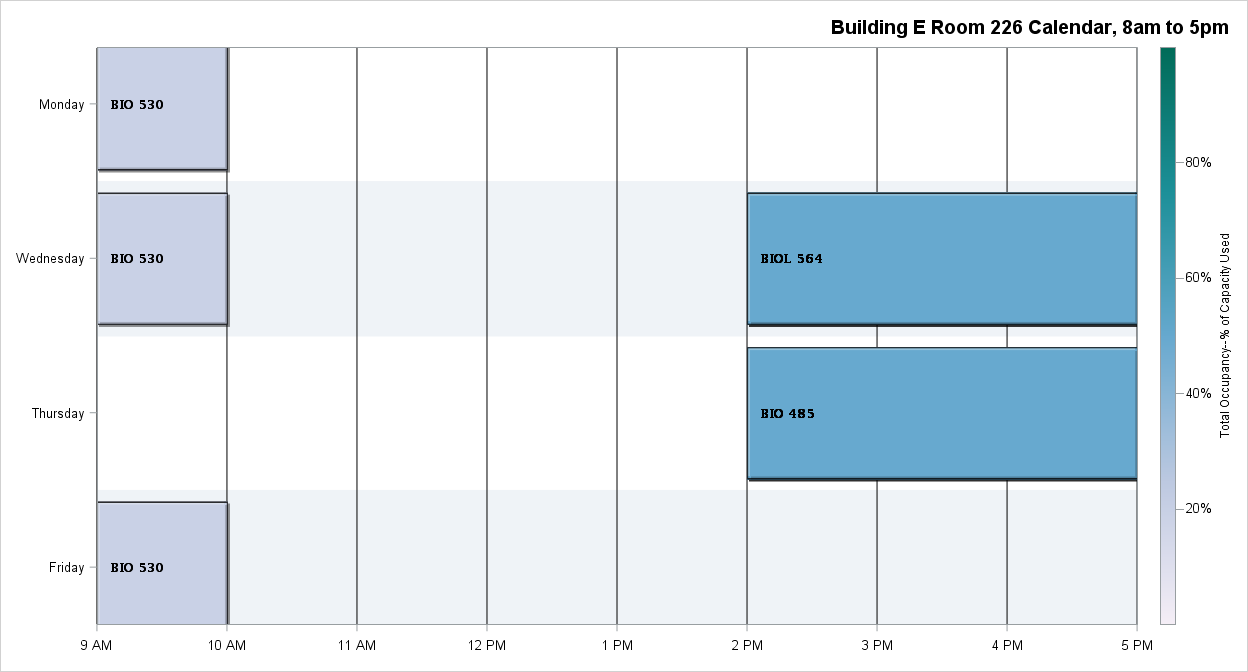 Building E Room 226 Calendar, 8am to 5pm
Monday
BIO 530
80%
Wednesday
BIO 530
BIOL 564
60%
Total Occupancy--% of Capacity Used
40%
Thursday
BIO 485
20%
Friday
BIO 530
9 AM
10 AM
11 AM
12 PM
1 PM
2 PM
3 PM
4 PM
5 PM